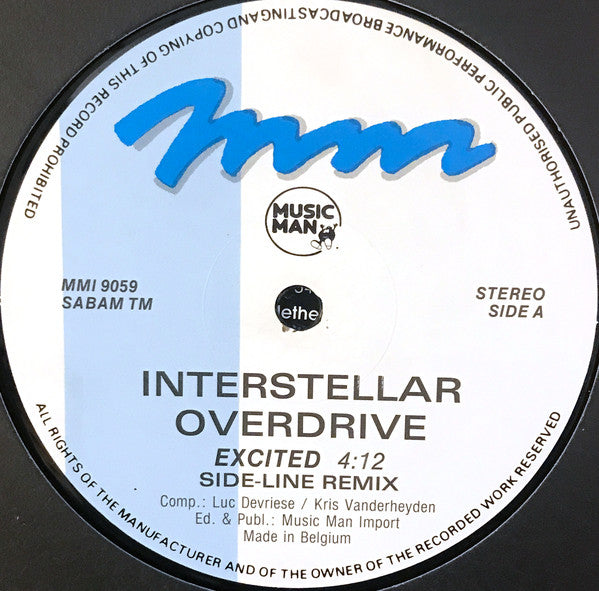 UNAUTHORISED PUBLIC PERFORMANCE BROADCASTING AND COPYING OF THIS RECORD PROHIBITED
mm
MUSIC
MAN
MMI 9059
SABAM TM
STEREO
SIDE A
ethe
INTERSTELLAR
OVERDRIVE
EXCITED 4:12
SIDE-LINE REMIX
Comp.: Luc Devriese / Kris Vanderheyden
Ed. & Publ.: Music Man Import
Made in Belgium
ALL RIGHTS OF THE MANUFACTURER AND OF THE OWNER OF THE RECORDED WORK RESERVED